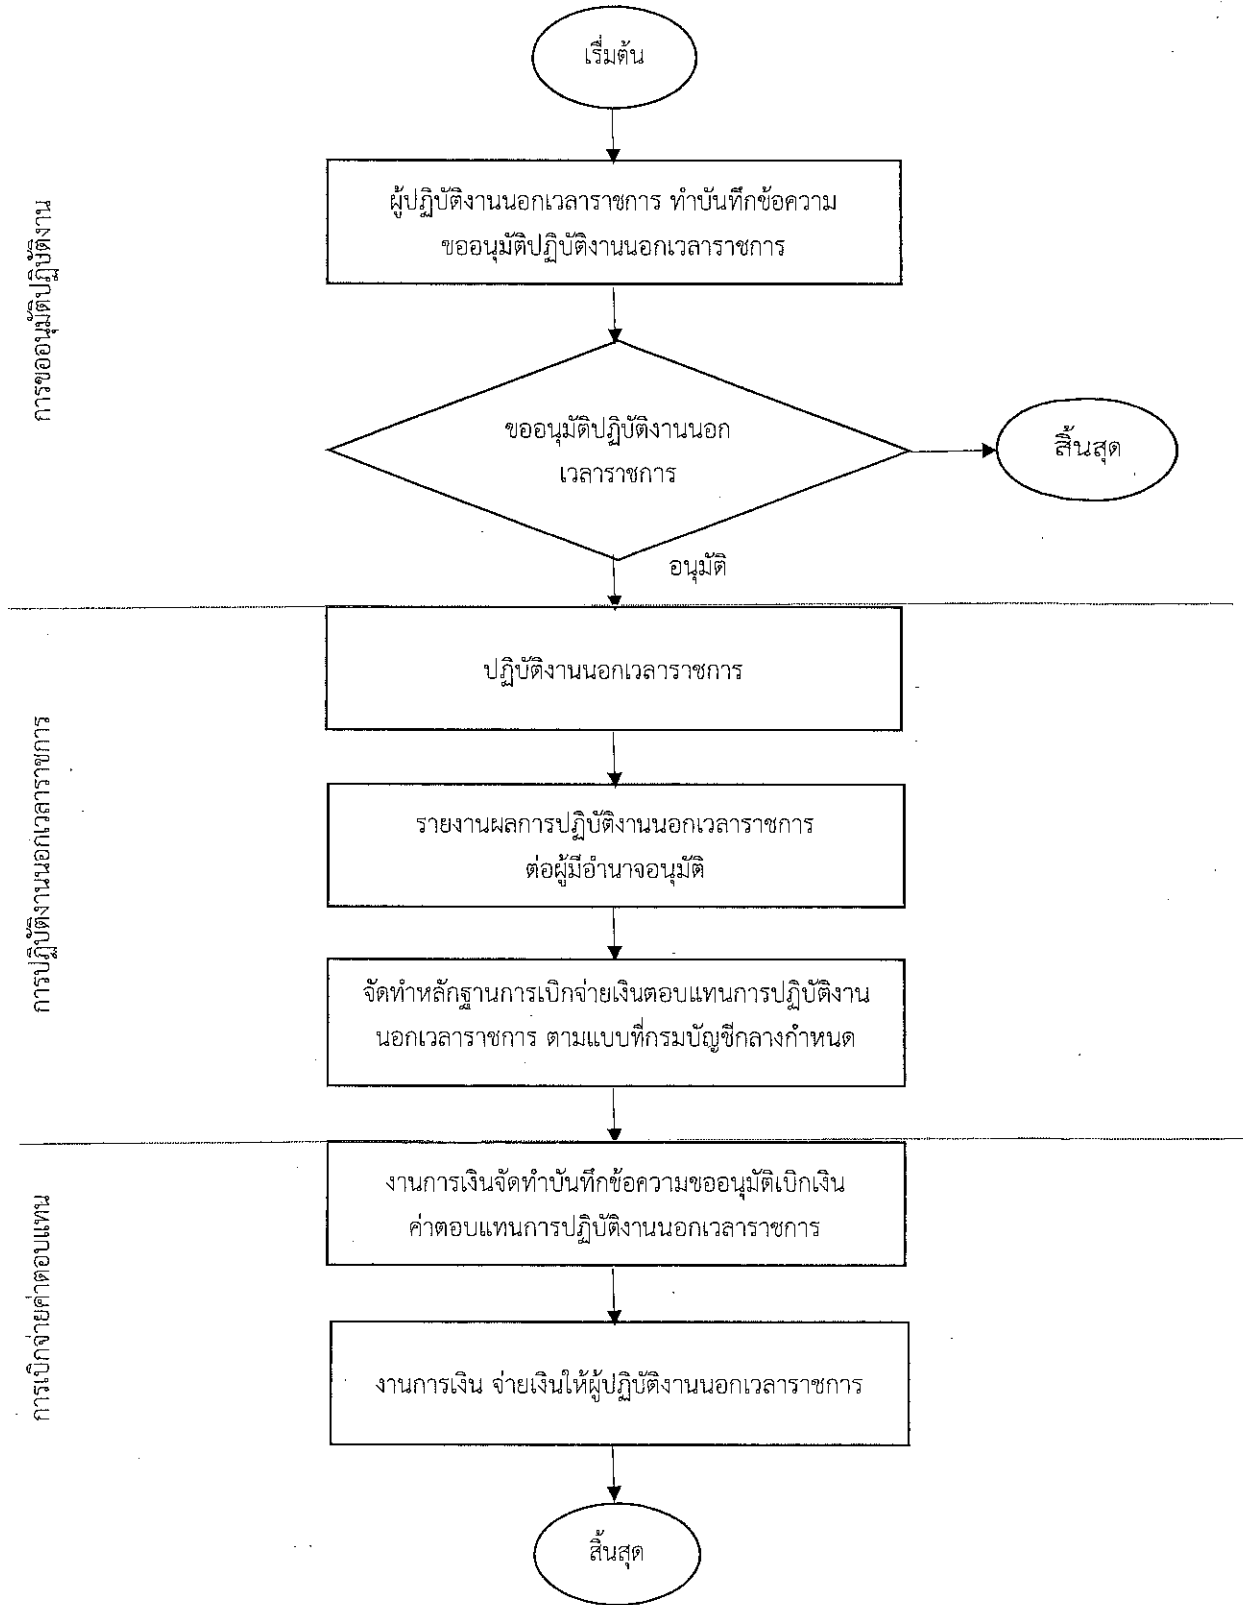 เริ่มต้น
การขออนุมัติปฏิบัติงาน
ผู้ปฏิบัติงานนอกเวลาราชการ ทำบันทึกข้อความ
ขออนุมัติปฏิบัติงานนอกเวลาราชการ
ขออนุมัติปฏิบัติงานนอก
เวลาราชการ
สิ้นสุด
อนุมัติ
การปฏิบัติงานนอกเวลาราชการ
ปฏิบัติงานนอกเวลาราชการ
รายงานผลการปฏิบัติงานนอกเวลาราชการ
ต่อผู้มีอำนาจอนุมัติ
จัดทำหลักฐานการเบิกจ่ายเงินตอบแทนการปฏิบัติงาน
นอกเวลาราชการ ตามแบบที่กรมบัญชีกลางกำหนด
การเบิกจ่ายค่าตอบแทน
งานการเงินจัดทำบันทึกข้อความขออนุมัติเบิกเงิน
ค่าตอบแทนการปฏิบัติงานนอกเวลาราชการ
งานการเงิน จ่ายเงินให้ผู้ปฏิบัติงานนอกเวลาราชการ
สิ้นสุด